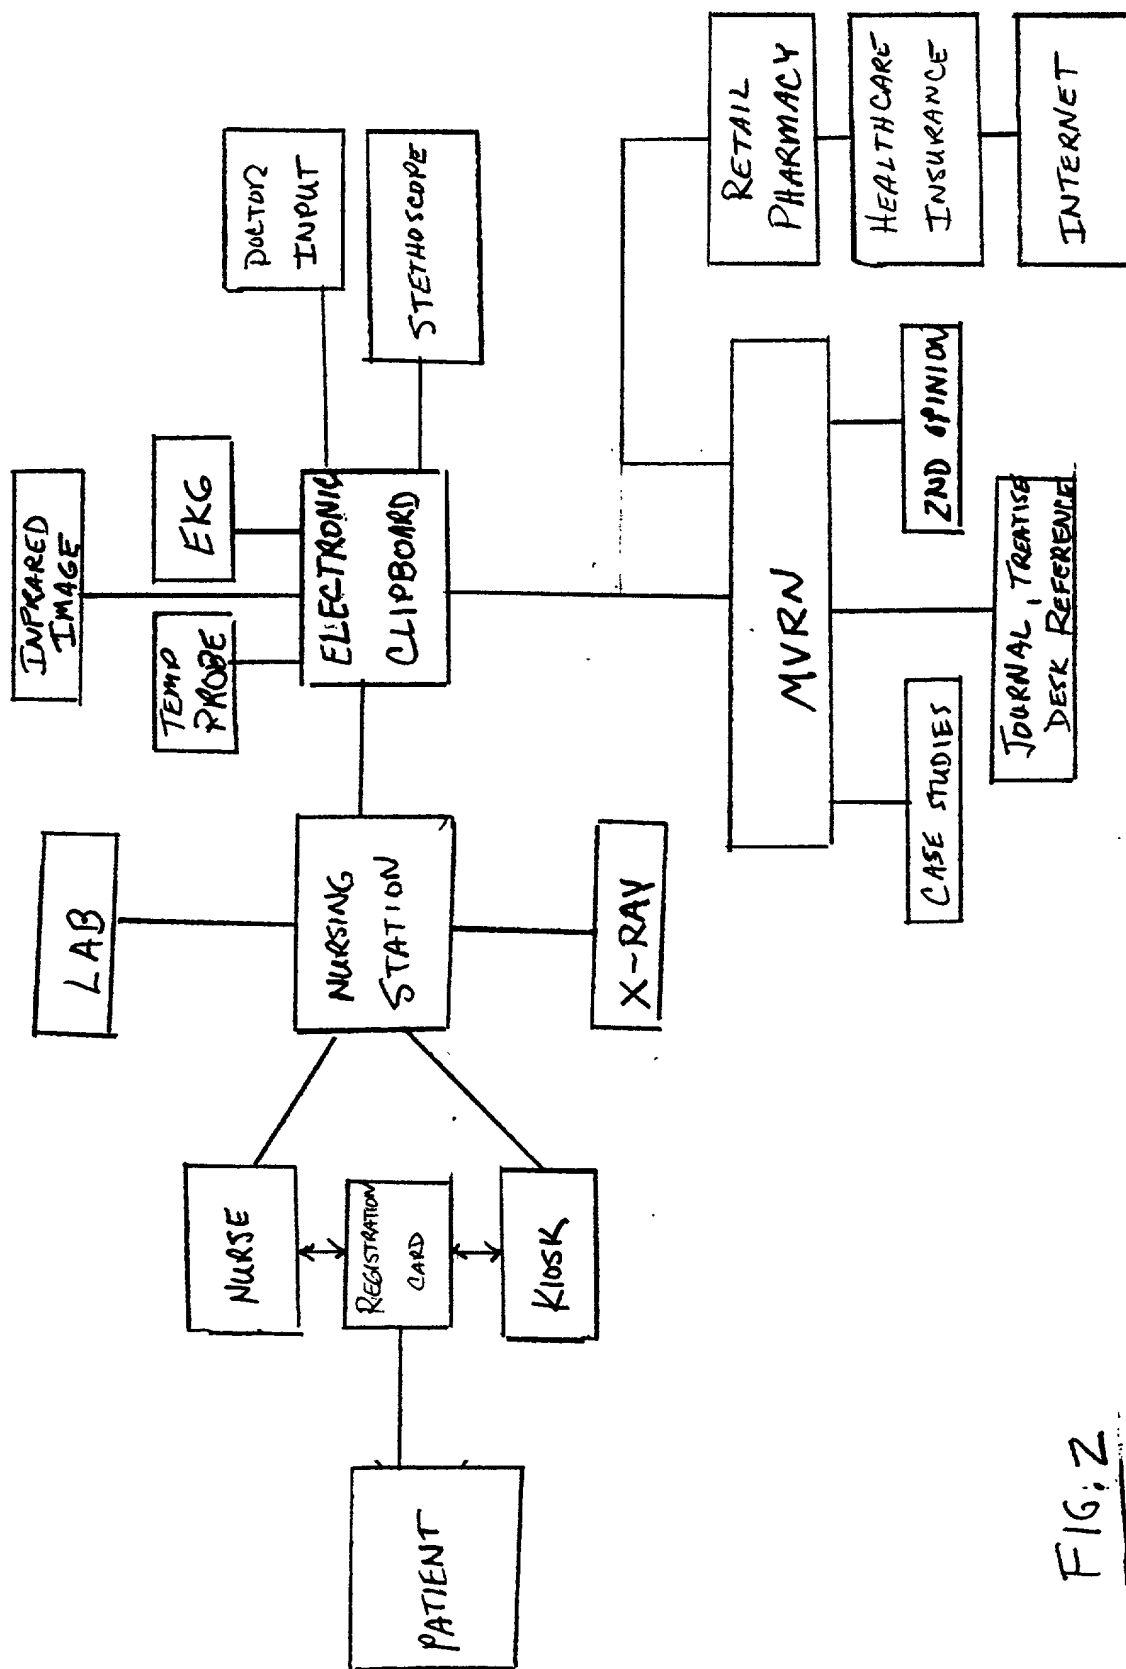 PATIENT
NURSE
REGISTRATION
CARD
KIOSK
LAB
NURSING
STATION
X-RAY
INFRARED
IMAGE
TEMP
PROBE
EKG
ELECTRONIC
CLIPBOARD
DOCTOR
INPUT
STETHOSCOPE
MVRN
CASE STUDIES
JOURNAL, TREATISE
DESK REFERENCE
2ND OPINION
RETAIL
PHARMACY
HEALTHCARE
INSURANCE
INTERNET
FIG. 2